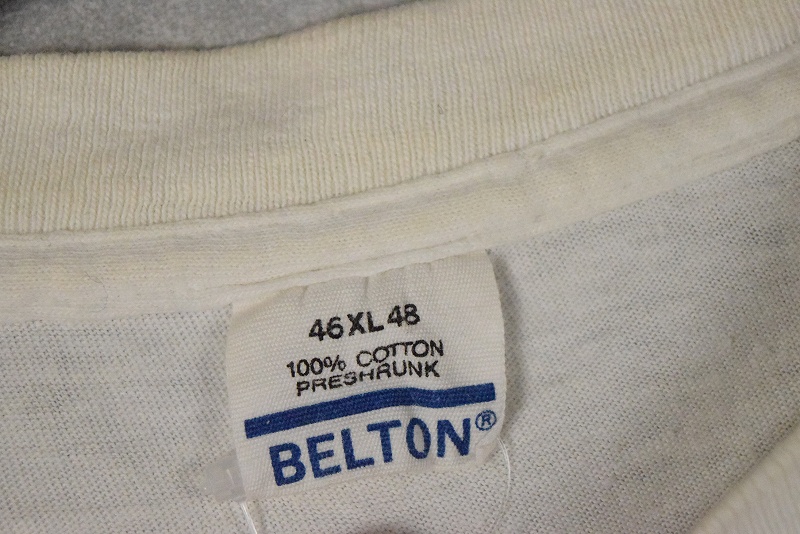 46 XL 48
100% COTTON
PRESHRUNK
BELTON®